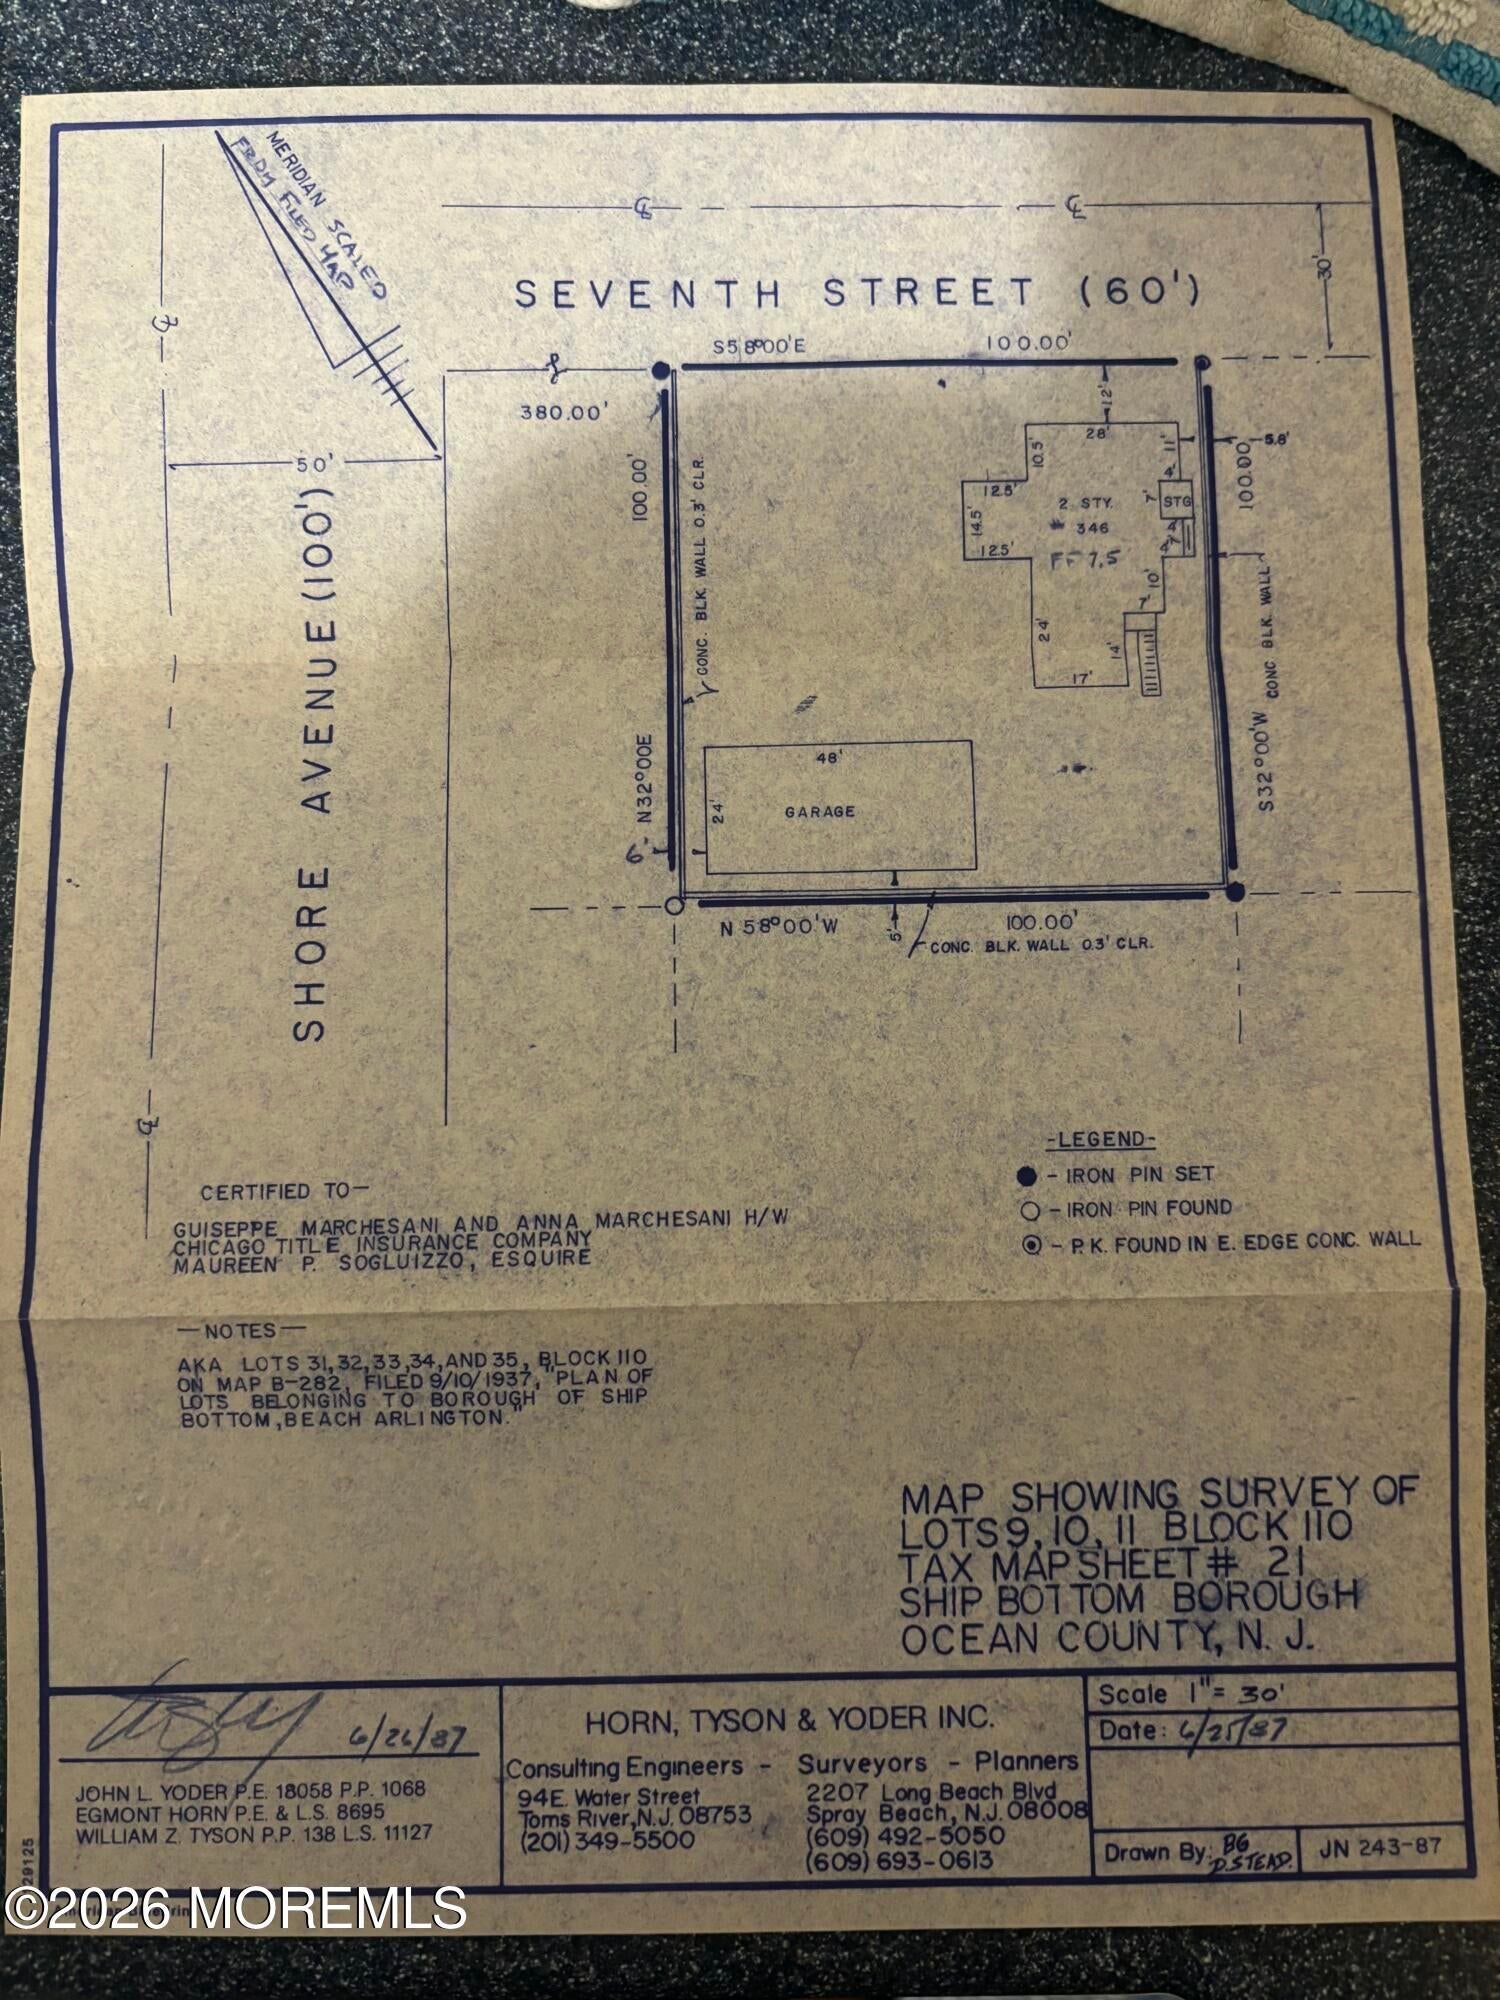 MERIDIAN SCALED
FROM FILED MAP
SEVENTH STREET (60')
30'
S58°00'E
100.00'
380.00'
50'
SHORE AVENUE (100')
100.00'
N32°00E
CONC. BLK. WALL 0.3' CLR.
12'
28'
11'
5.8'
10.5'
4'
12.5'
7'
STG
14.5'
2 STY.
# 346
FF 7.5
12.5'
4'
7'
10'
7'
24'
14'
17'
100.00
CONC BLK. WALL
S32°00'W
48'
24'
GARAGE
6'
N 58°00'W
5'
100.00'
CONC. BLK. WALL 0.3' CLR.
-LEGEND-
- IRON PIN SET
- IRON PIN FOUND
- P.K. FOUND IN E. EDGE CONC. WALL
CERTIFIED TO—
GUISEPPE MARCHESANI AND ANNA MARCHESANI H/W
CHICAGO TITLE INSURANCE COMPANY
MAUREEN P. SOGLUIZZO, ESQUIRE
—NOTES—
AKA LOTS 31,32,33,34,AND 35, BLOCK 110
ON MAP B-282, FILED 9/10/1937, "PLAN OF
LOTS BELONGING TO BOROUGH OF SHIP
BOTTOM, BEACH ARLINGTON."
MAP SHOWING SURVEY OF
LOTS 9, 10, 11 BLOCK 110
TAX MAP SHEET # 21
SHIP BOTTOM BOROUGH
OCEAN COUNTY, N. J.
6/26/87
JOHN L. YODER P.E. 18058 P.P. 1068
EGMONT HORN P.E. & L.S. 8695
WILLIAM Z. TYSON P.P. 138 L.S. 11127
HORN, TYSON & YODER INC.
Consulting Engineers - Surveyors - Planners
94 E. Water Street
Toms River, N.J. 08753
(201) 349-5500
2207 Long Beach Blvd
Spray Beach, N.J. 08008
(609) 492-5050
(609) 693-0613
Scale 1" = 30'
Date: 6/25/87
Drawn By: BG
D.STEAD.
JN 243-87
29125
©2026 MOREMLS